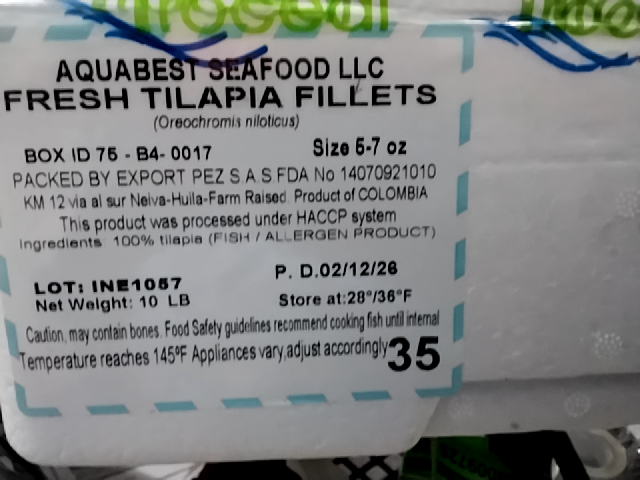 AQUABEST SEAFOOD LLC
FRESH TILAPIA FILLETS
(Oreochromis niloticus)
BOX ID 75 - B4- 0017 Size 5-7 oz
PACKED BY EXPORT PEZ S.A.S.FDA No 14070921010
KM 12 via al sur Neiva-Huila-Farm Raised. Product of COLOMBIA
This product was processed under HACCP system
Ingredients: 100% tilapia (FISH / ALLERGEN PRODUCT)
LOT: INE1057 P. D.02/12/26
Net Weight: 10 LB Store at:28°/36°F
Caution, may contain bones. Food Safety guidelines recommend cooking fish until internal
Temperature reaches 145ºF Appliances vary,adjust accordingly 35